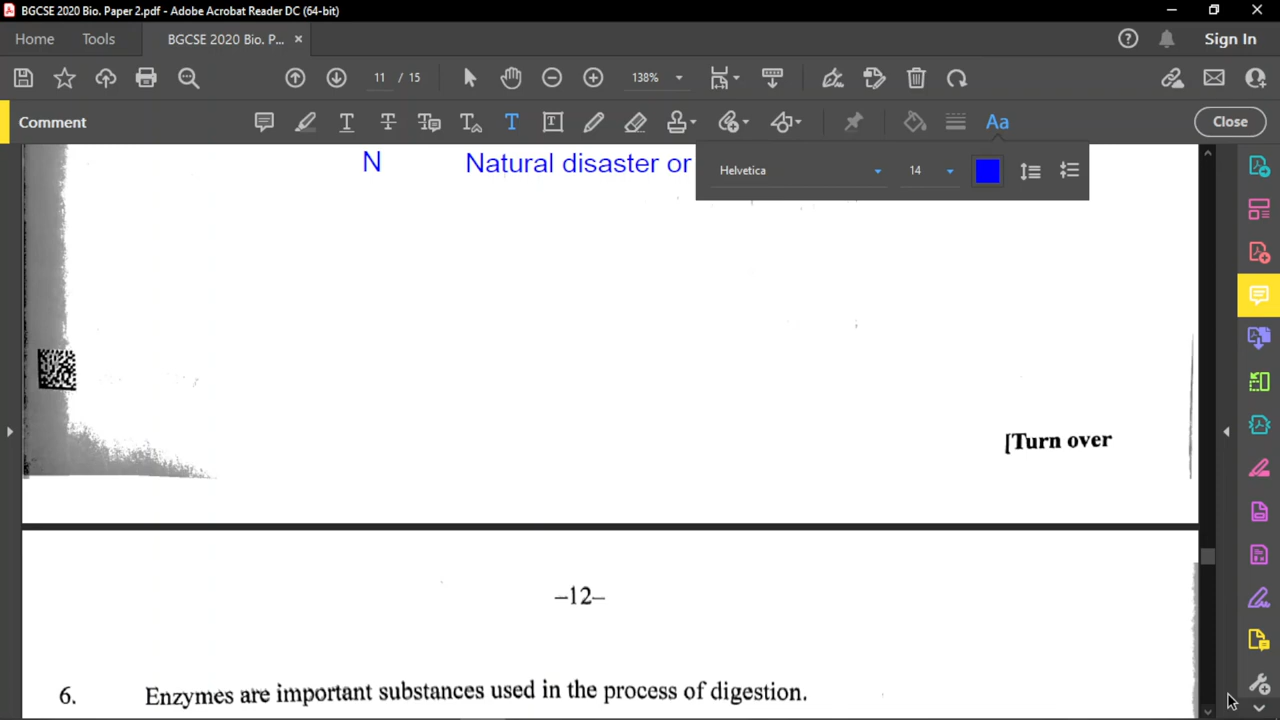 BGCSE 2020 Bio. Paper 2.pdf - Adobe Acrobat Reader DC (64-bit)
Home Tools BGCSE 2020 Bio. P... × Sign In
11 / 15 138%
Comment Aa Close
Helvetica 14
N Natural disaster or
[Turn over
–12–
6. Enzymes are important substances used in the process of digestion.